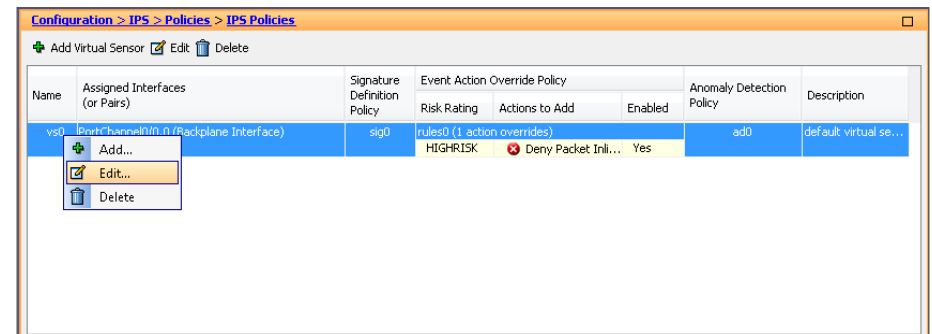 Configuration > IPS > Policies > IPS Policies
Add Virtual Sensor Edit Delete
Name Assigned Interfaces (or Pairs) Signature Definition Policy Event Action Override Policy Anomaly Detection Policy Description
Risk Rating Actions to Add Enabled
vs0 PortChannel0/0.0 (Backplane Interface) sig0 rules0 (1 action overrides) ad0 default virtual se...
HIGHRISK Deny Packet Inli... Yes
Add...
Edit...
Delete